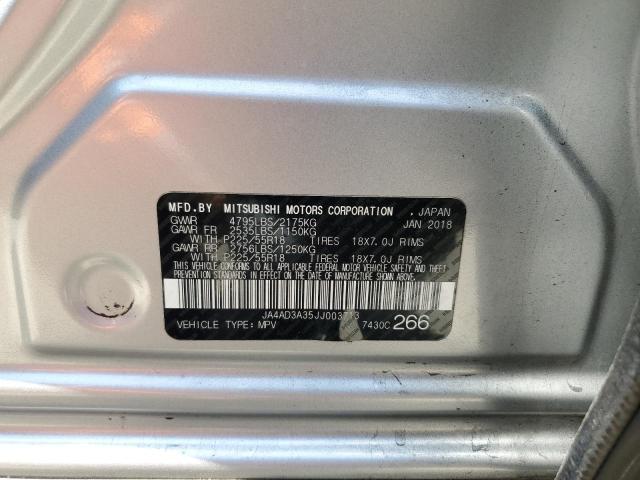 MFD.BY MITSUBISHI MOTORS CORPORATION . JAPAN
GVWR 4795LBS/2175KG JAN 2018
GAWR FR 2535LBS/1150KG
WITH P225/55R18 TIRES 18X7.0J RIMS
GAWR RR 2756LBS/1250KG
WITH P225/55R18 TIRES 18X7.0J RIMS
THIS VEHICLE CONFORMS TO ALL APPLICABLE FEDERAL MOTOR VEHICLE SAFETY AND
THEFT PREVENTION STANDARDS IN EFFECT ON THE DATE OF MANUFACTURE SHOWN ABOVE.
JA4AD3A35JJ003713
VEHICLE TYPE: MPV 7430C 266